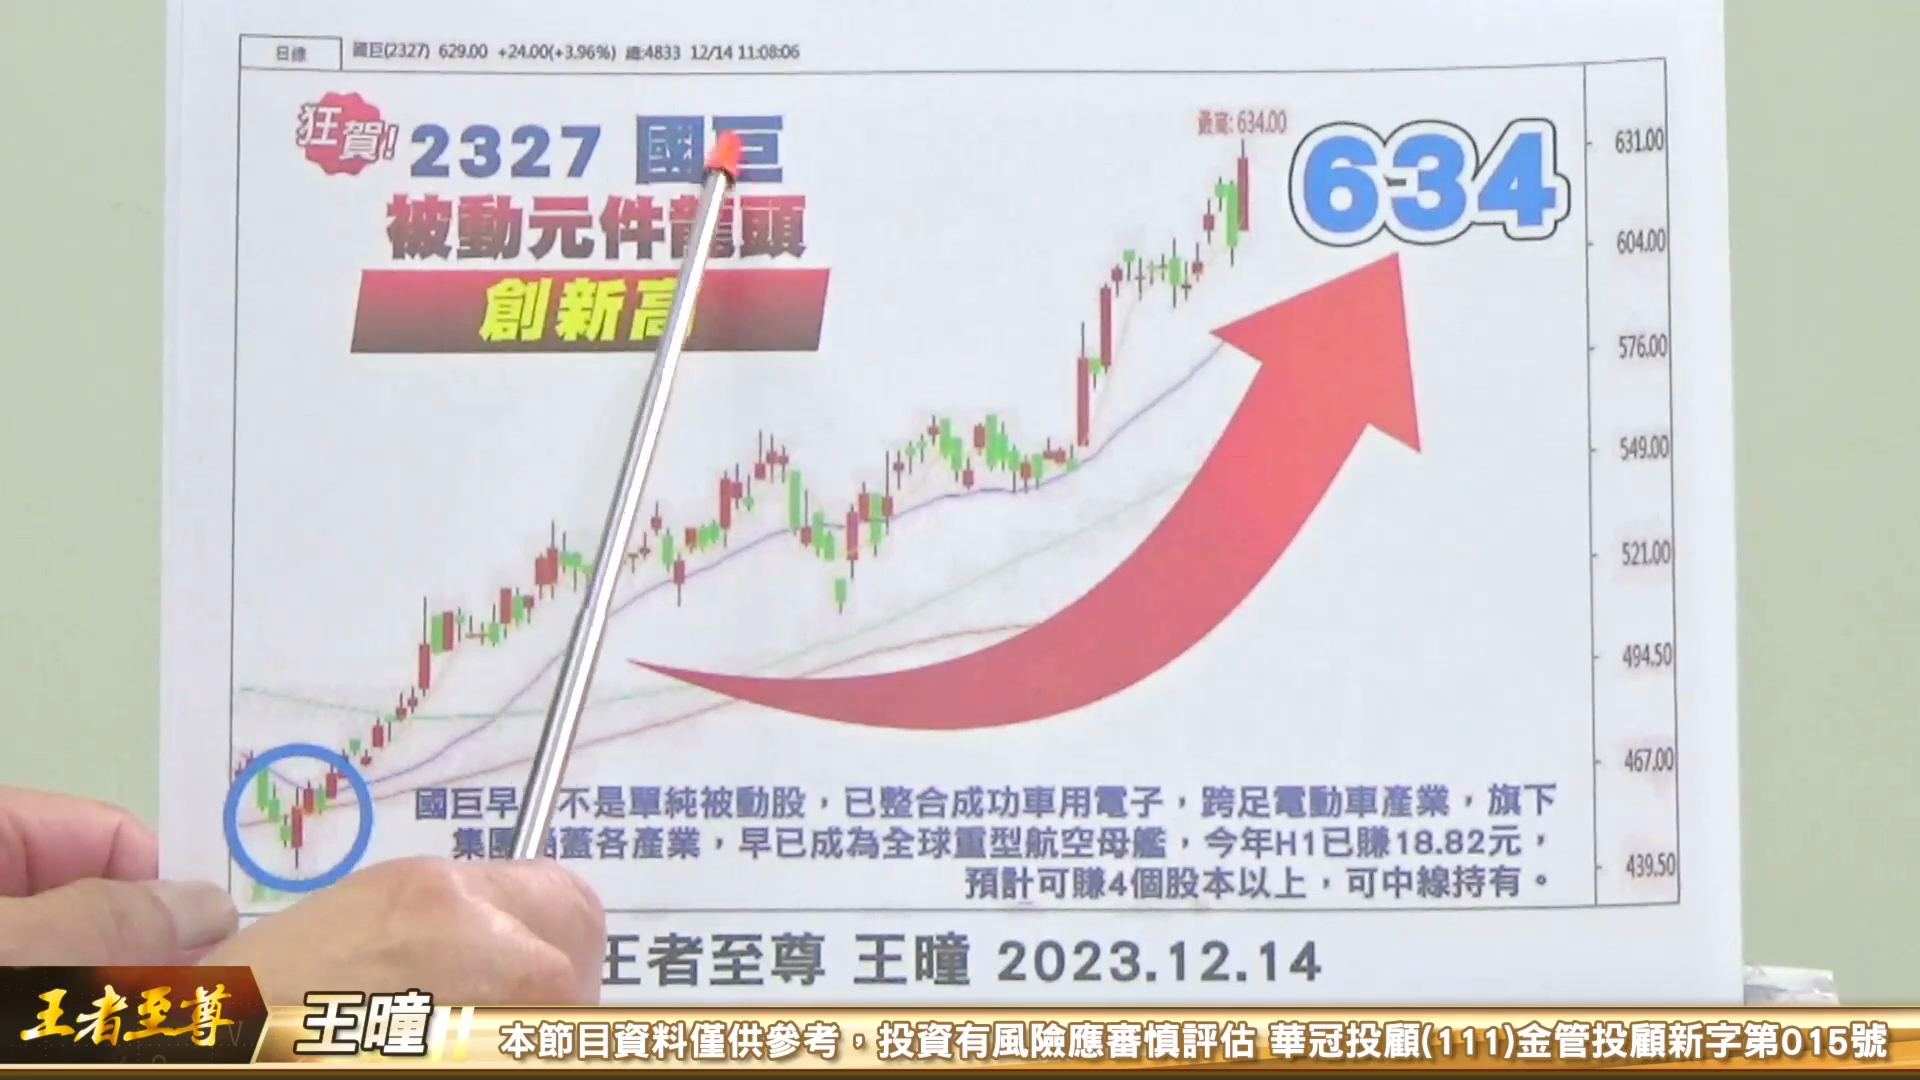 日線 國巨(2327) 629.00 +24.00(+3.96%) 總:4833 12/14 11:08:06
狂賀!
2327 國巨
被動元件龍頭
創新高
最高: 634.00
634
631.00
604.00
576.00
549.00
521.00
494.50
467.00
439.50
國巨早 不是單純被動股，已整合成功車用電子，跨足電動車產業，旗下
集團 蓋各產業，早已成為全球重型航空母艦，今年H1已賺18.82元，
預計可賺4個股本以上，可中線持有。
王者至尊 王曈 2023.12.14
王者至尊
王曈
本節目資料僅供參考，投資有風險應審慎評估 華冠投顧(111)金管投顧新字第015號